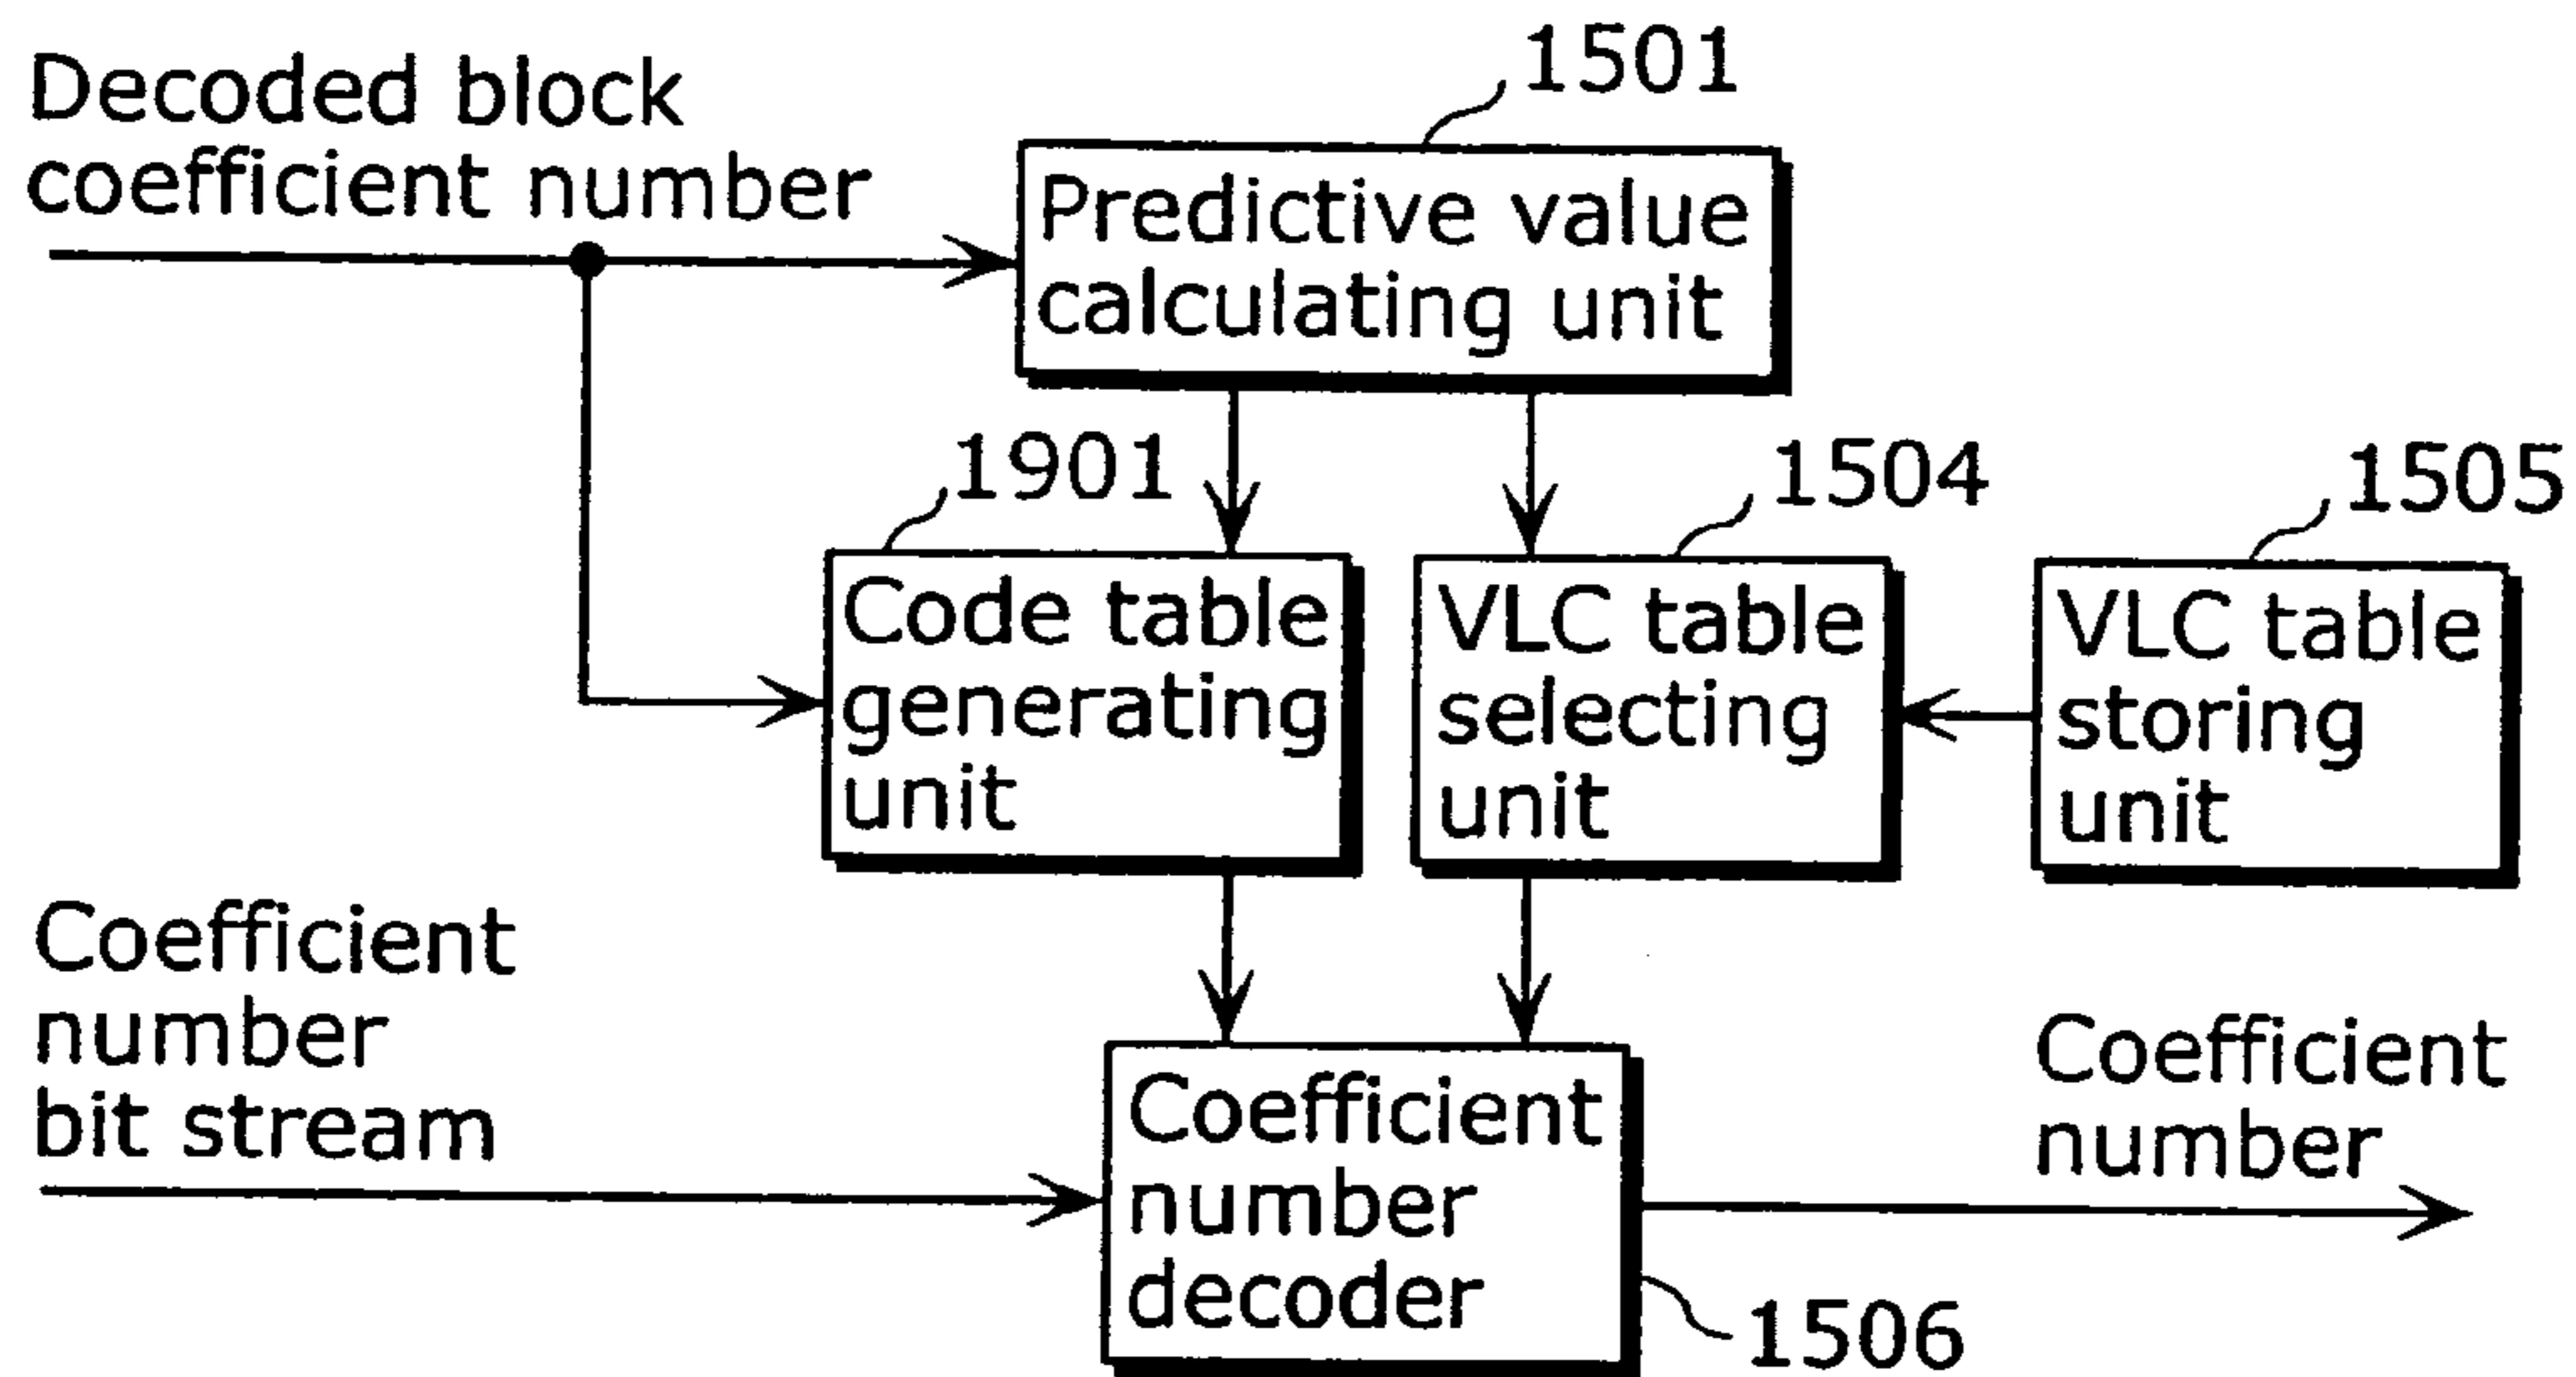 1501
Decoded block
coefficient number
Predictive value
calculating unit
1901
1504
1505
Code table
generating
unit
VLC table
selecting
unit
VLC table
storing
unit
Coefficient
number
bit stream
Coefficient
number
decoder
Coefficient
number
1506